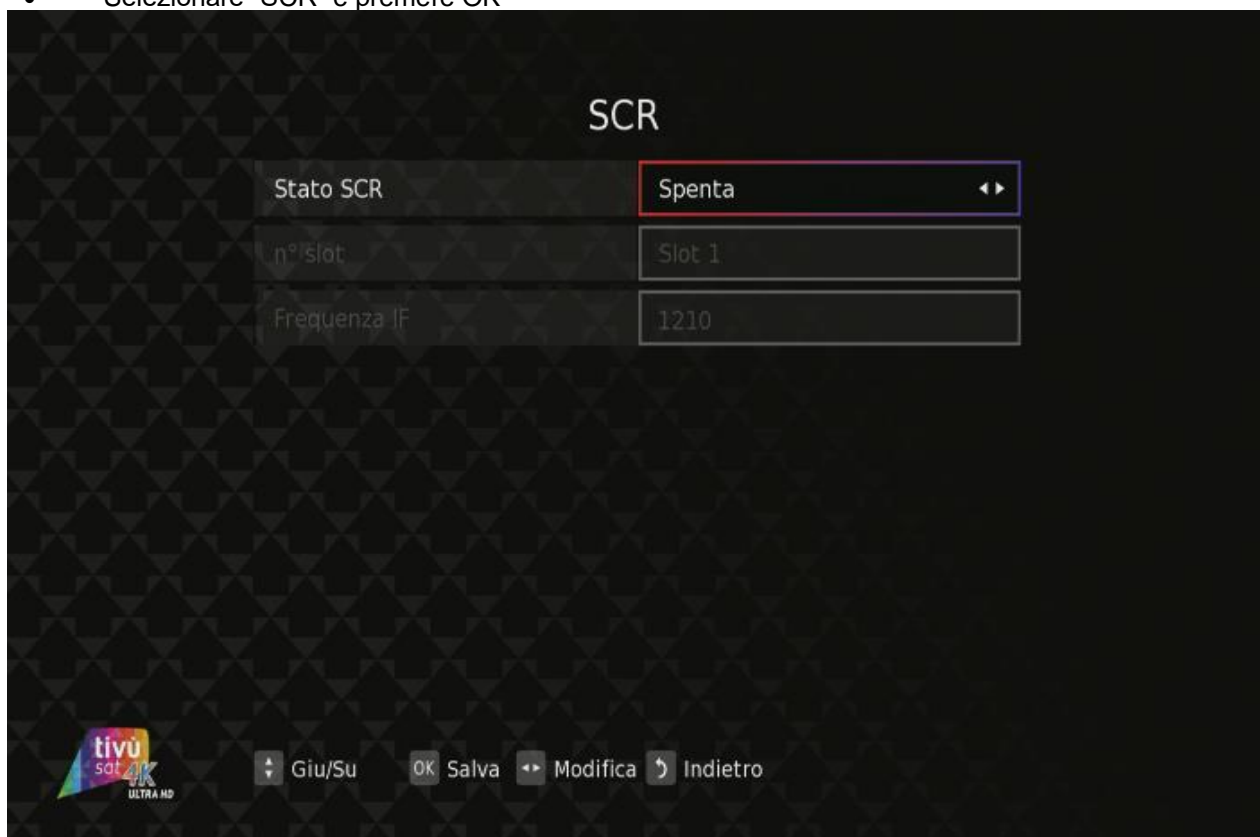 • Selezionare "SCR" e premere OK
SCR
Stato SCR Spenta
n° slot Slot 1
Frequenza IF 1210
tivù
sat 4K
ULTRA HD
Giu/Su OK Salva Modifica Indietro